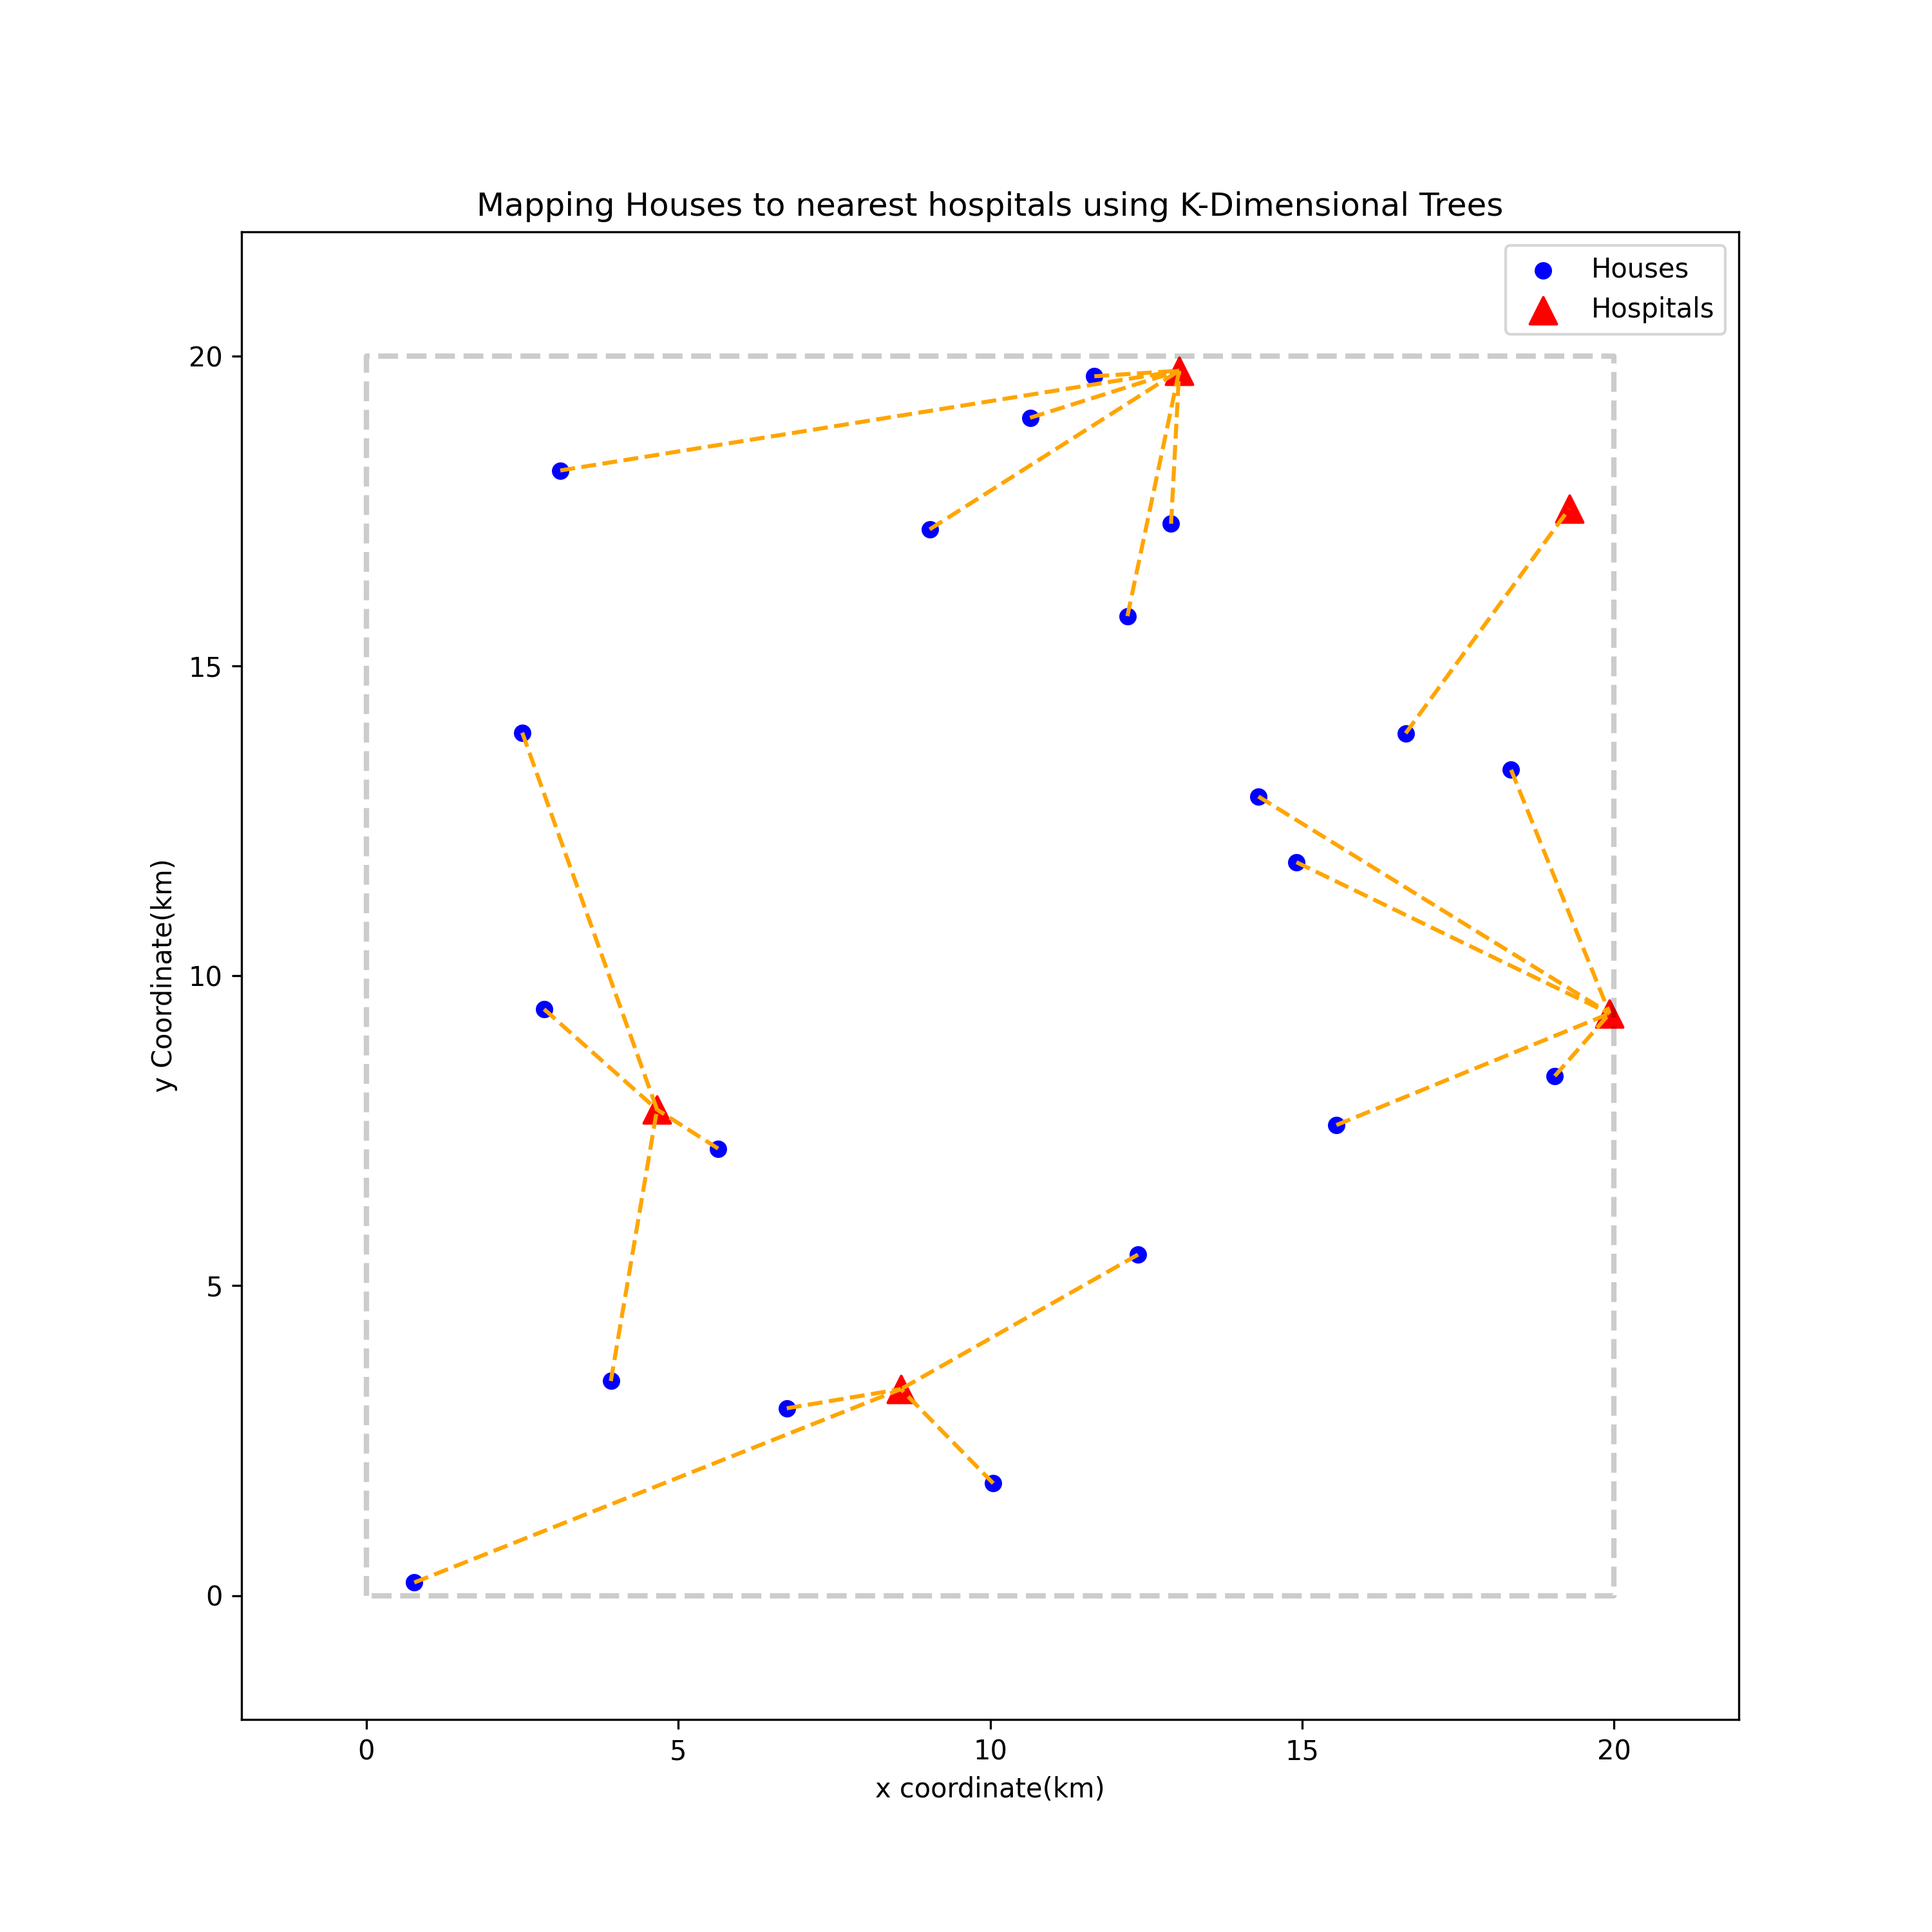 Mapping Houses to nearest hospitals using K-Dimensional Trees
Houses
Hospitals
20
15
10
5
0
y Coordinate(km)
0 5 10 15 20
x coordinate(km)